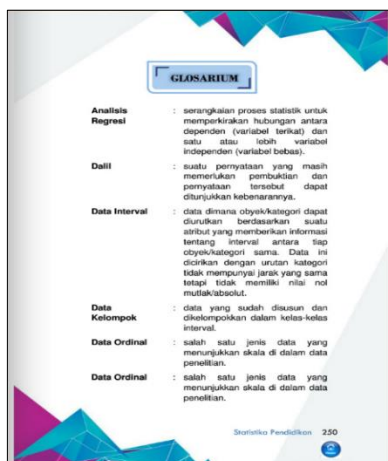 GLOSARIUM
Analisis Regresi : serangkaian proses statistik untuk
memperkirakan hubungan antara
dependen (variabel terikat) dan
satu atau lebih variabel
independen (variabel bebas).
Dalil : suatu pernyataan yang masih
memerlukan pembuktian dan
pernyataan tersebut dapat
ditunjukkan kebenarannya.
Data Interval : data dimana obyek/kategori dapat
diurutkan berdasarkan suatu
atribut yang memberikan informasi
tentang interval antara tiap
obyek/kategori sama. Data ini
dicirikan dengan urutan kategori
tidak mempunyai jarak yang sama
tetapi tidak memiliki nilai nol
mutlak/absolut.
Data Kelompok : data yang sudah disusun dan
dikelompokkan dalam kelas-kelas
interval.
Data Ordinal : salah satu jenis data yang
menunjukkan skala di dalam data
penelitian.
Data Ordinal : salah satu jenis data yang
menunjukkan skala di dalam data
penelitian.
Statistika Pendidikan 250